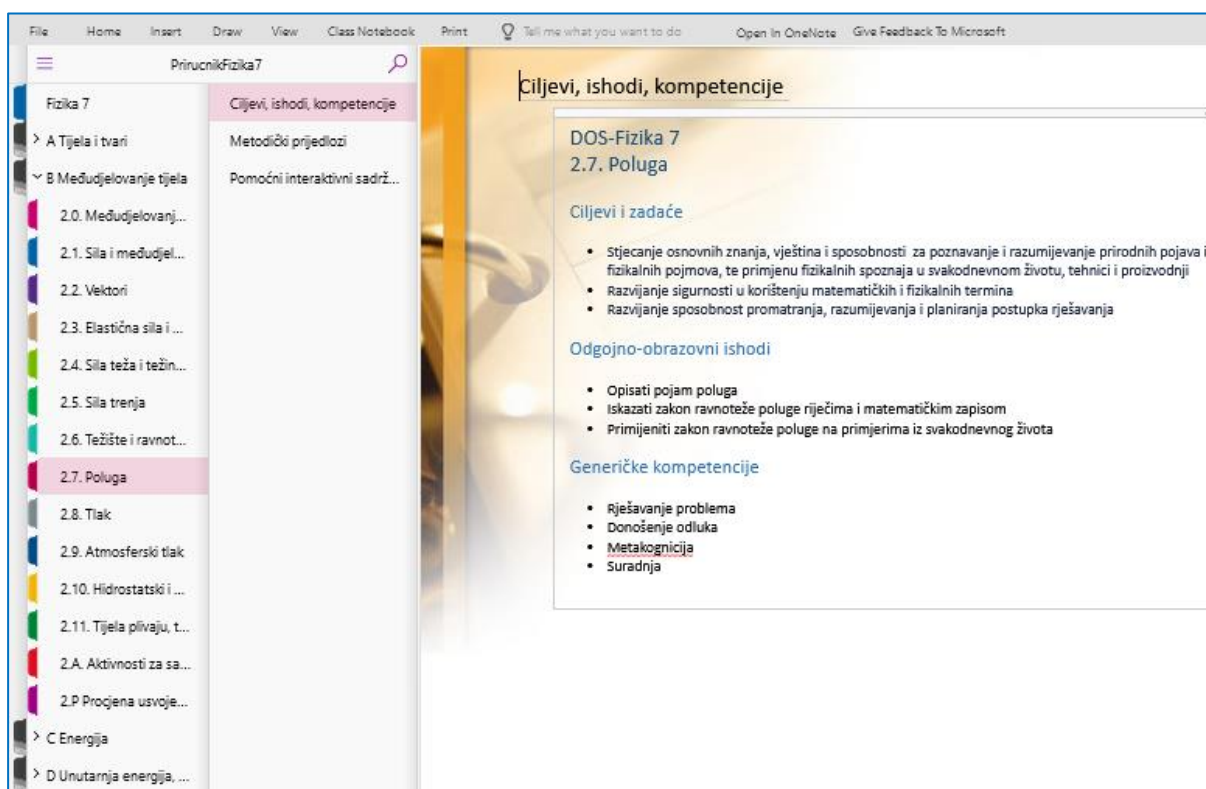 File Home Insert Draw View Class Notebook Print Tell me what you want to do Open In OneNote Give Feedback To Microsoft
PrirucnikFizika7
Fizika 7
A Tijela i tvari
B Međudjelovanje tijela
2.0. Međudjelovanj...
2.1. Sila i međudjel...
2.2. Vektori
2.3. Elastična sila i ...
2.4. Sila teža i težin...
2.5. Sila trenja
2.6. Težište i ravnot...
2.7. Poluga
2.8. Tlak
2.9. Atmosferski tlak
2.10. Hidrostatski i ...
2.11. Tijela plivaju, t...
2.A. Aktivnosti za sa...
2.P Procjena usvoje...
C Energija
D Unutarnja energija, ...
Ciljevi, ishodi, kompetencije
Metodički prijedlozi
Pomoćni interaktivni sadrž...
Ciljevi, ishodi, kompetencije
DOS-Fizika 7
2.7. Poluga
Ciljevi i zadaće
• Stjecanje osnovnih znanja, vještina i sposobnosti za poznavanje i razumijevanje prirodnih pojava i
fizikalnih pojmova, te primjenu fizikalnih spoznaja u svakodnevnom životu, tehnici i proizvodnji
• Razvijanje sigurnosti u korištenju matematičkih i fizikalnih termina
• Razvijanje sposobnost promatranja, razumijevanja i planiranja postupka rješavanja
Odgojno-obrazovni ishodi
• Opisati pojam poluga
• Iskazati zakon ravnoteže poluge riječima i matematičkim zapisom
• Primijeniti zakon ravnoteže poluge na primjerima iz svakodnevnog života
Generičke kompetencije
• Rješavanje problema
• Donošenje odluka
• Metakognicija
• Suradnja